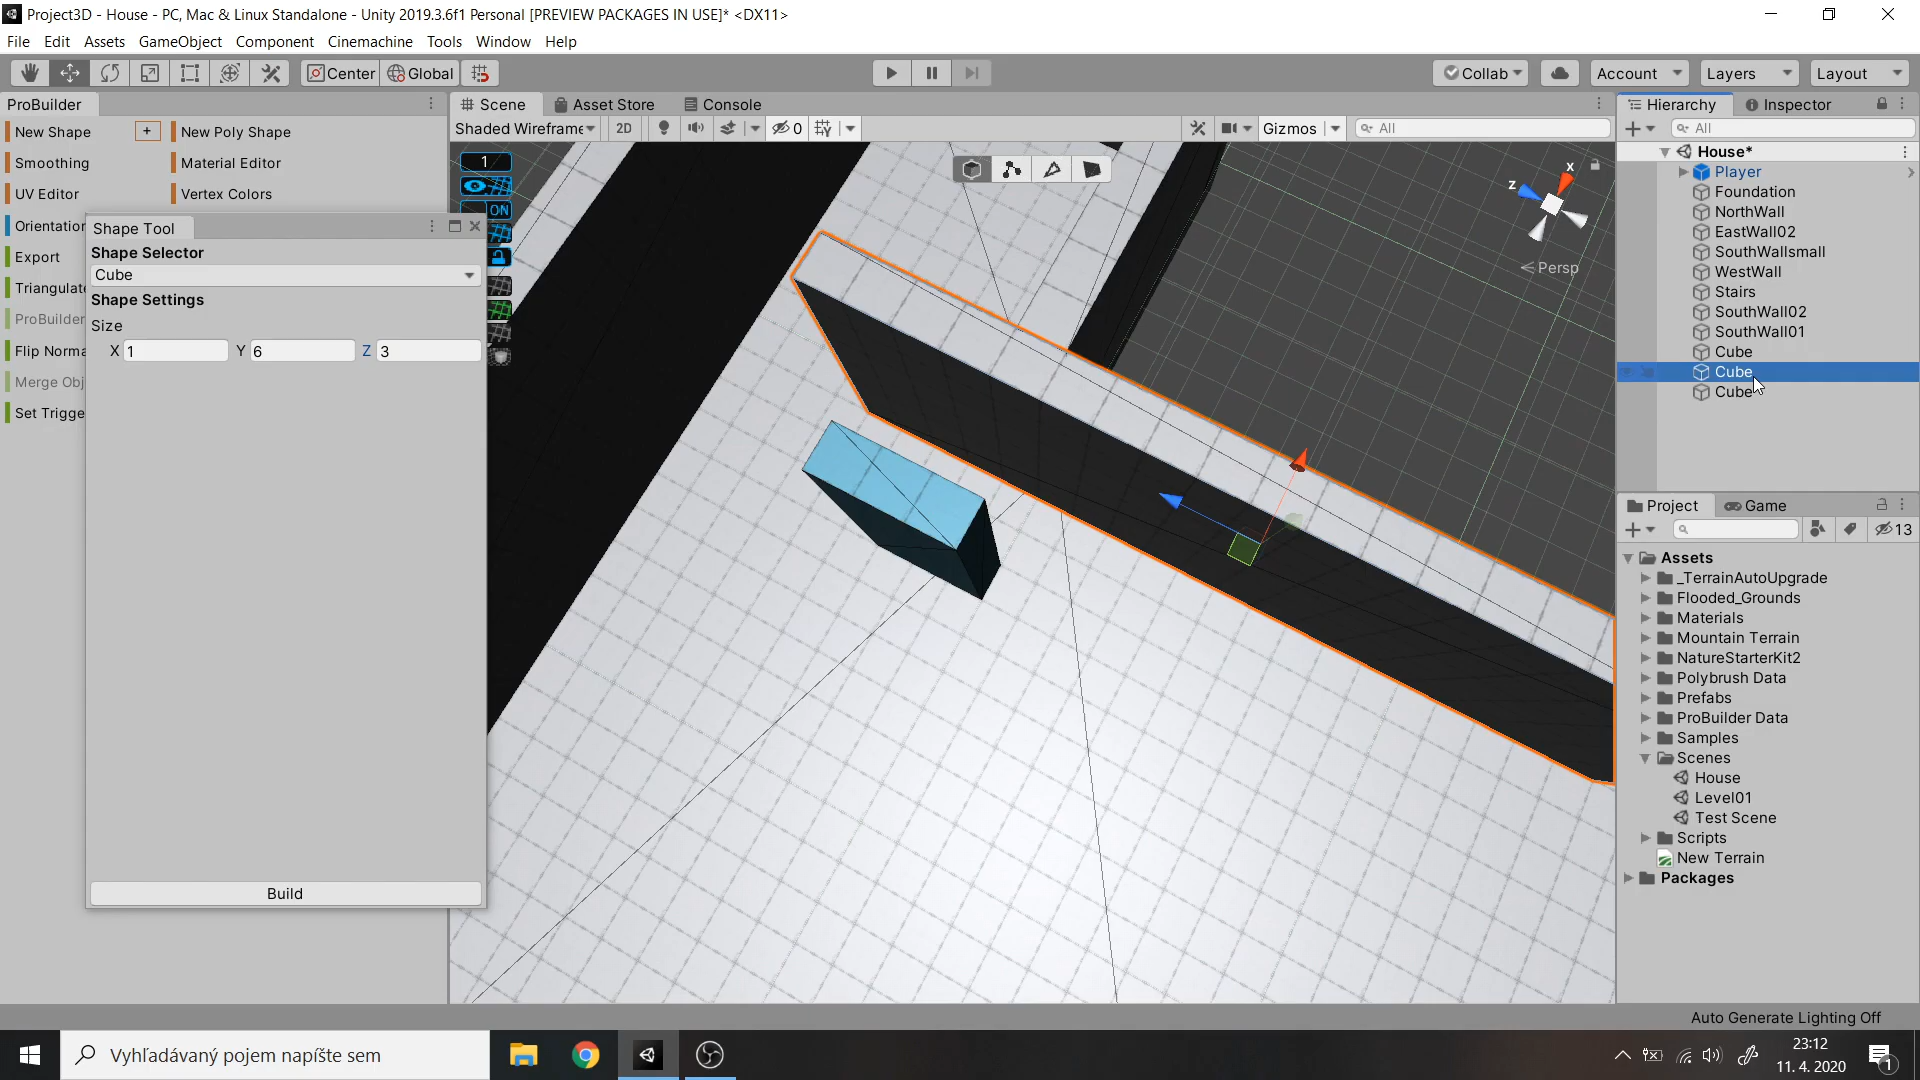 Project3D - House - PC, Mac & Linux Standalone - Unity 2019.3.6f1 Personal [PREVIEW PACKAGES IN USE]* <DX11>
File Edit Assets GameObject Component Cinemachine Tools Window Help
Center Global Collab Account Layers Layout
ProBuilder
New Shape + New Poly Shape
Smoothing Material Editor
UV Editor Vertex Colors
Orientation
Export
Triangulate
ProBuilder
Flip Norma
Merge Obj
Set Trigge
Shape Tool
Shape Selector
Cube
Shape Settings
Size
X 1 Y 6 Z 3
Build
Scene Asset Store Console
Shaded Wireframe 2D 0 Gizmos All
1
ON
x
z
Persp
Hierarchy Inspector
All
House*
Player
Foundation
NorthWall
EastWall02
SouthWallsmall
WestWall
Stairs
SouthWall02
SouthWall01
Cube
Cube
Cube
Project Game
13
Assets
_TerrainAutoUpgrade
Flooded_Grounds
Materials
Mountain Terrain
NatureStarterKit2
Polybrush Data
Prefabs
ProBuilder Data
Samples
Scenes
House
Level01
Test Scene
Scripts
New Terrain
Packages
Auto Generate Lighting Off
Vyhľadávaný pojem napíšte sem
23:12
11. 4. 2020
1